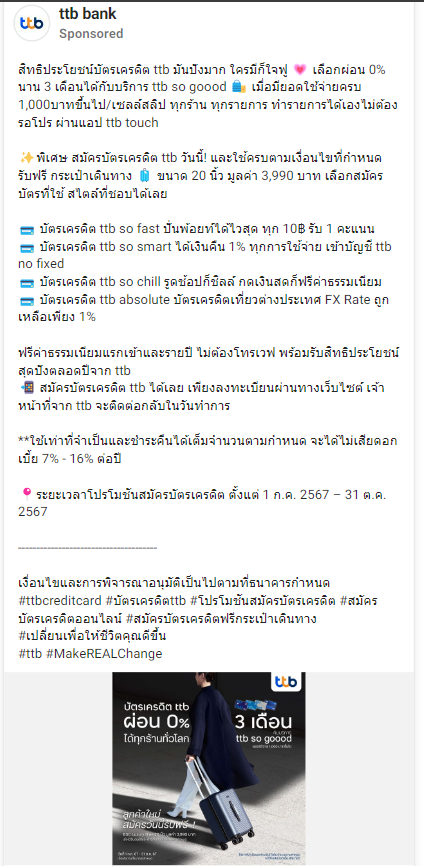 ttb
ttb bank
Sponsored
สิทธิประโยชน์บัตรเครดิต ttb มันปังมาก ใครมีก็ใจฟู 💗 เลือกผ่อน 0%
นาน 3 เดือนได้กับบริการ ttb so goood 🛍️ เมื่อมียอดใช้จ่ายครบ
1,000บาทขึ้นไป/เซลล์สลิป ทุกร้าน ทุกรายการ ทำรายการได้เองไม่ต้อง
รอโปร ผ่านแอป ttb touch
✨พิเศษ สมัครบัตรเครดิต ttb วันนี้! และใช้ครบตามเงื่อนไขที่กำหนด
รับฟรี กระเป๋าเดินทาง 🧳 ขนาด 20 นิ้ว มูลค่า 3,990 บาท เลือกสมัคร
บัตรที่ใช้ สไตล์ที่ชอบได้เลย
💳 บัตรเครดิต ttb so fast ปั่นพ้อยท์ได้ไวสุด ทุก 10฿ รับ 1 คะแนน
💳 บัตรเครดิต ttb so smart ได้เงินคืน 1% ทุกการใช้จ่าย เข้าบัญชี ttb
no fixed
💳 บัตรเครดิต ttb so chill รูดช้อปก็ชิลล์ กดเงินสดก็ฟรีค่าธรรมเนียม
💳 บัตรเครดิต ttb absolute บัตรเครดิตเที่ยวต่างประเทศ FX Rate ถูก
เหลือเพียง 1%
ฟรีค่าธรรมเนียมแรกเข้าและรายปี ไม่ต้องโทรเวฟ พร้อมรับสิทธิประโยชน์
สุดปังตลอดปีจาก ttb
📲 สมัครบัตรเครดิต ttb ได้เลย เพียงลงทะเบียนผ่านทางเว็บไซต์ เจ้า
หน้าที่จาก ttb จะติดต่อกลับในวันทำการ
**ใช้เท่าที่จำเป็นและชำระคืนได้เต็มจำนวนตามกำหนด จะได้ไม่เสียดอก
เบี้ย 7% - 16% ต่อปี
📍ระยะเวลาโปรโมชันสมัครบัตรเครดิต ตั้งแต่ 1 ก.ค. 2567 – 31 ต.ค.
2567
------------------------------------
เงื่อนไขและการพิจารณาอนุมัติเป็นไปตามที่ธนาคารกำหนด
#ttbcreditcard #บัตรเครดิตttb #โปรโมชันสมัครบัตรเครดิต #สมัคร
บัตรเครดิตออนไลน์ #สมัครบัตรเครดิตฟรีกระเป๋าเดินทาง
#เปลี่ยนเพื่อให้ชีวิตคุณดีขึ้น
#ttb #MakeREALChange
ttb
บัตรเครดิต ttb
ผ่อน 0% 3 เดือน
ได้ทุกร้านทั่วโลก ttb so goood
ลูกค้าใหม่
สมัครวันนี้รับฟรี !